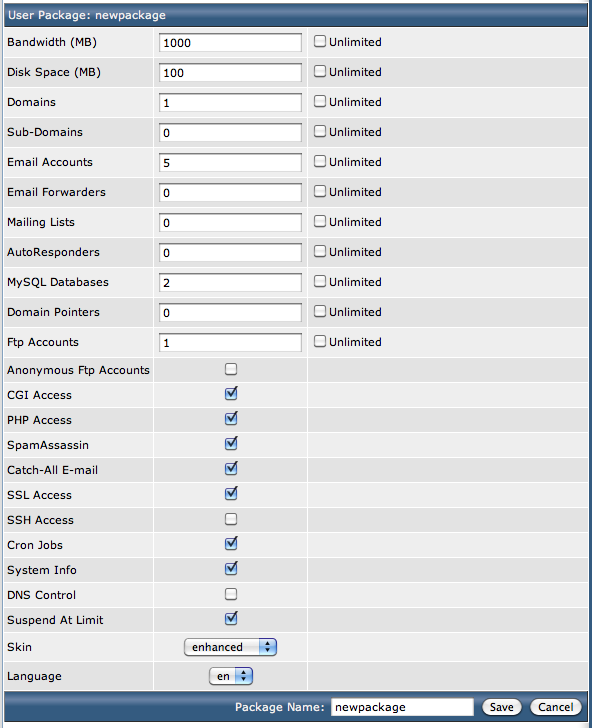 User Package: newpackage
Bandwidth (MB) 1000 Unlimited
Disk Space (MB) 100 Unlimited
Domains 1 Unlimited
Sub-Domains 0 Unlimited
Email Accounts 5 Unlimited
Email Forwarders 0 Unlimited
Mailing Lists 0 Unlimited
AutoResponders 0 Unlimited
MySQL Databases 2 Unlimited
Domain Pointers 0 Unlimited
Ftp Accounts 1 Unlimited
Anonymous Ftp Accounts
CGI Access
PHP Access
SpamAssassin
Catch-All E-mail
SSL Access
SSH Access
Cron Jobs
System Info
DNS Control
Suspend At Limit
Skin enhanced
Language en
Package Name: newpackage Save Cancel